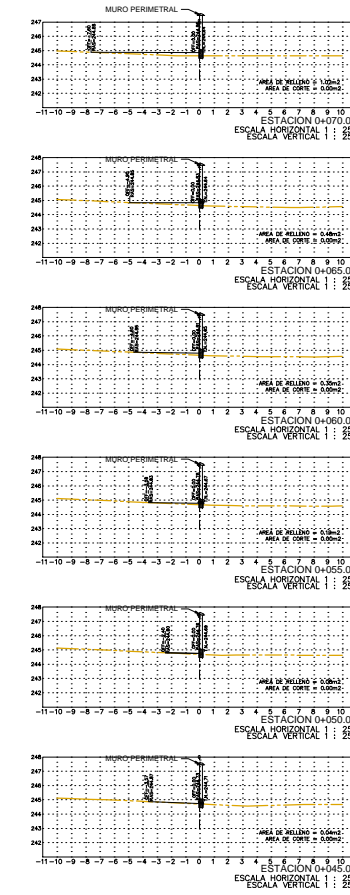 MURO PERIMETRAL
247
246
245
244
243
242
241
AREA DE RELLENO = 1.02m2
AREA DE CORTE = 0.00m2
-11 -10 -9 -8 -7 -6 -5 -4 -3 -2 -1 0 1 2 3 4 5 6 7 8 9 10
ESTACION 0+070.0
ESCALA HORIZONTAL 1 : 25
ESCALA VERTICAL 1 : 25
MURO PERIMETRAL
248
247
246
245
244
243
242
AREA DE RELLENO = 0.48m2
AREA DE CORTE = 0.00m2
-11 -10 -9 -8 -7 -6 -5 -4 -3 -2 -1 0 1 2 3 4 5 6 7 8 9 10
ESTACION 0+065.0
ESCALA HORIZONTAL 1 : 25
ESCALA VERTICAL 1 : 25
MURO PERIMETRAL
248
247
246
245
244
243
242
AREA DE RELLENO = 0.35m2
AREA DE CORTE = 0.00m2
-11 -10 -9 -8 -7 -6 -5 -4 -3 -2 -1 0 1 2 3 4 5 6 7 8 9 10
ESTACION 0+060.0
ESCALA HORIZONTAL 1 : 25
ESCALA VERTICAL 1 : 25
MURO PERIMETRAL
248
247
246
245
244
243
242
AREA DE RELLENO = 0.19m2
AREA DE CORTE = 0.00m2
-11 -10 -9 -8 -7 -6 -5 -4 -3 -2 -1 0 1 2 3 4 5 6 7 8 9 10
ESTACION 0+055.0
ESCALA HORIZONTAL 1 : 25
ESCALA VERTICAL 1 : 25
MURO PERIMETRAL
248
247
246
245
244
243
242
AREA DE RELLENO = 0.08m2
AREA DE CORTE = 0.00m2
-11 -10 -9 -8 -7 -6 -5 -4 -3 -2 -1 0 1 2 3 4 5 6 7 8 9 10
ESTACION 0+050.0
ESCALA HORIZONTAL 1 : 25
ESCALA VERTICAL 1 : 25
MURO PERIMETRAL
248
247
246
245
244
243
242
AREA DE RELLENO = 0.04m2
AREA DE CORTE = 0.00m2
-11 -10 -9 -8 -7 -6 -5 -4 -3 -2 -1 0 1 2 3 4 5 6 7 8 9 10
ESTACION 0+045.0
ESCALA HORIZONTAL 1 : 25
ESCALA VERTICAL 1 : 25